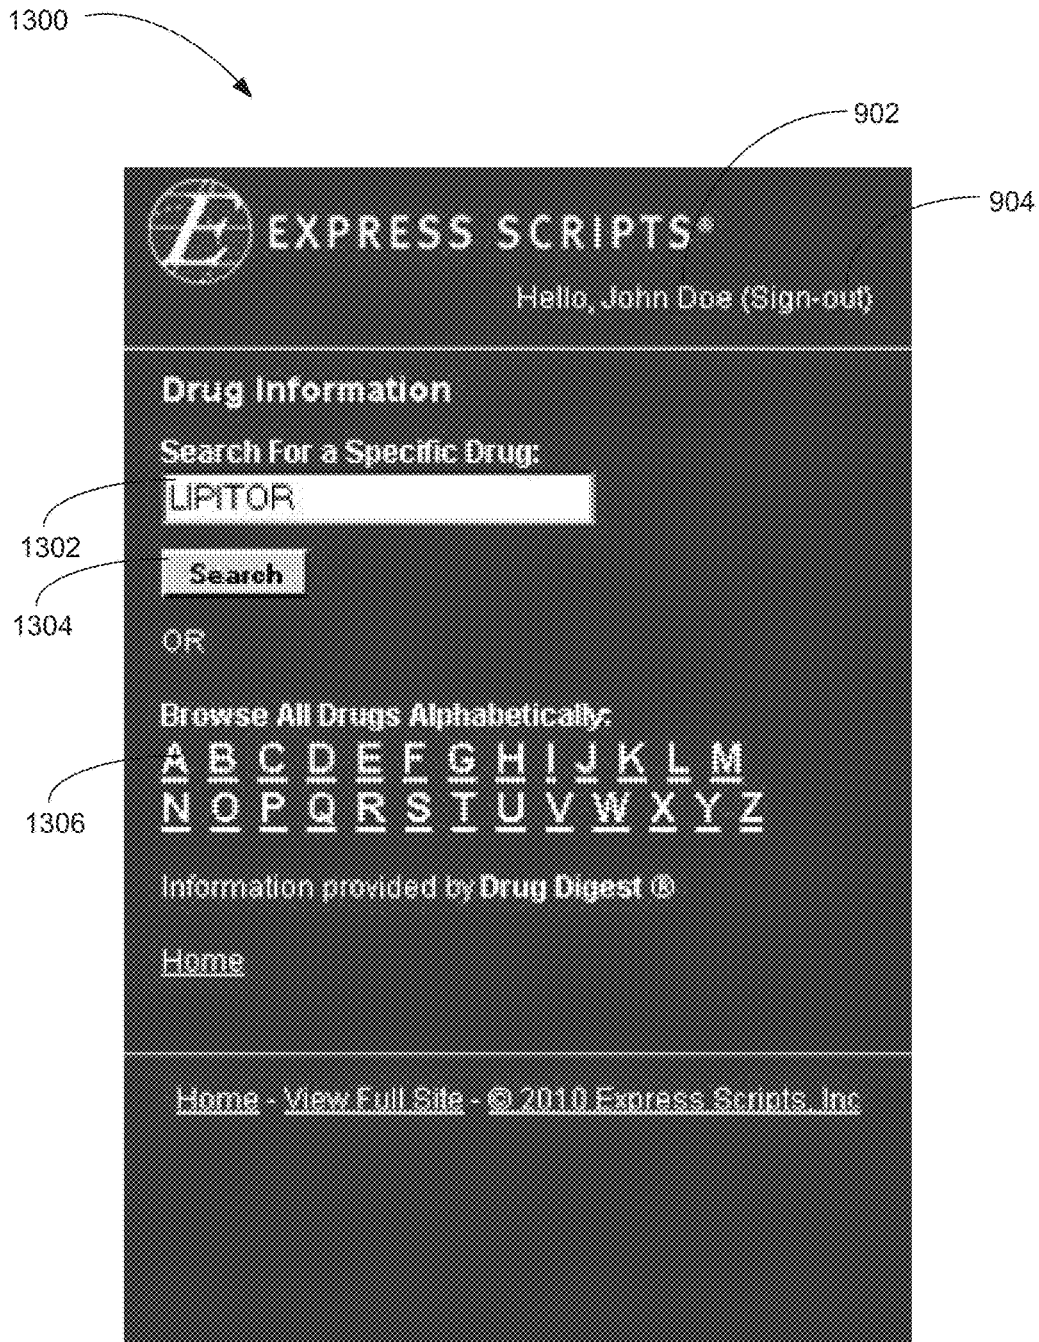 1300
902
904
E EXPRESS SCRIPTS®
Hello, John Doe (Sign-out)
Drug Information
Search For a Specific Drug:
LIPITOR
1302
Search
1304
OR
Browse All Drugs Alphabetically:
A B C D E F G H I J K L M
1306
N O P Q R S T U V W X Y Z
Information provided by Drug Digest ®
Home
Home - View Full Site - © 2010 Express Scripts, Inc